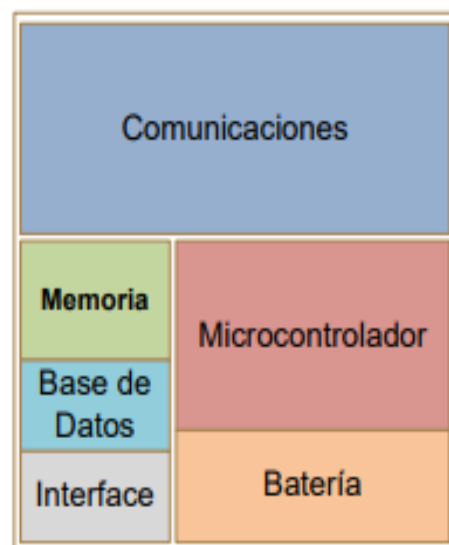 Comunicaciones
Memoria
Microcontrolador
Base de
Datos
Interface
Batería